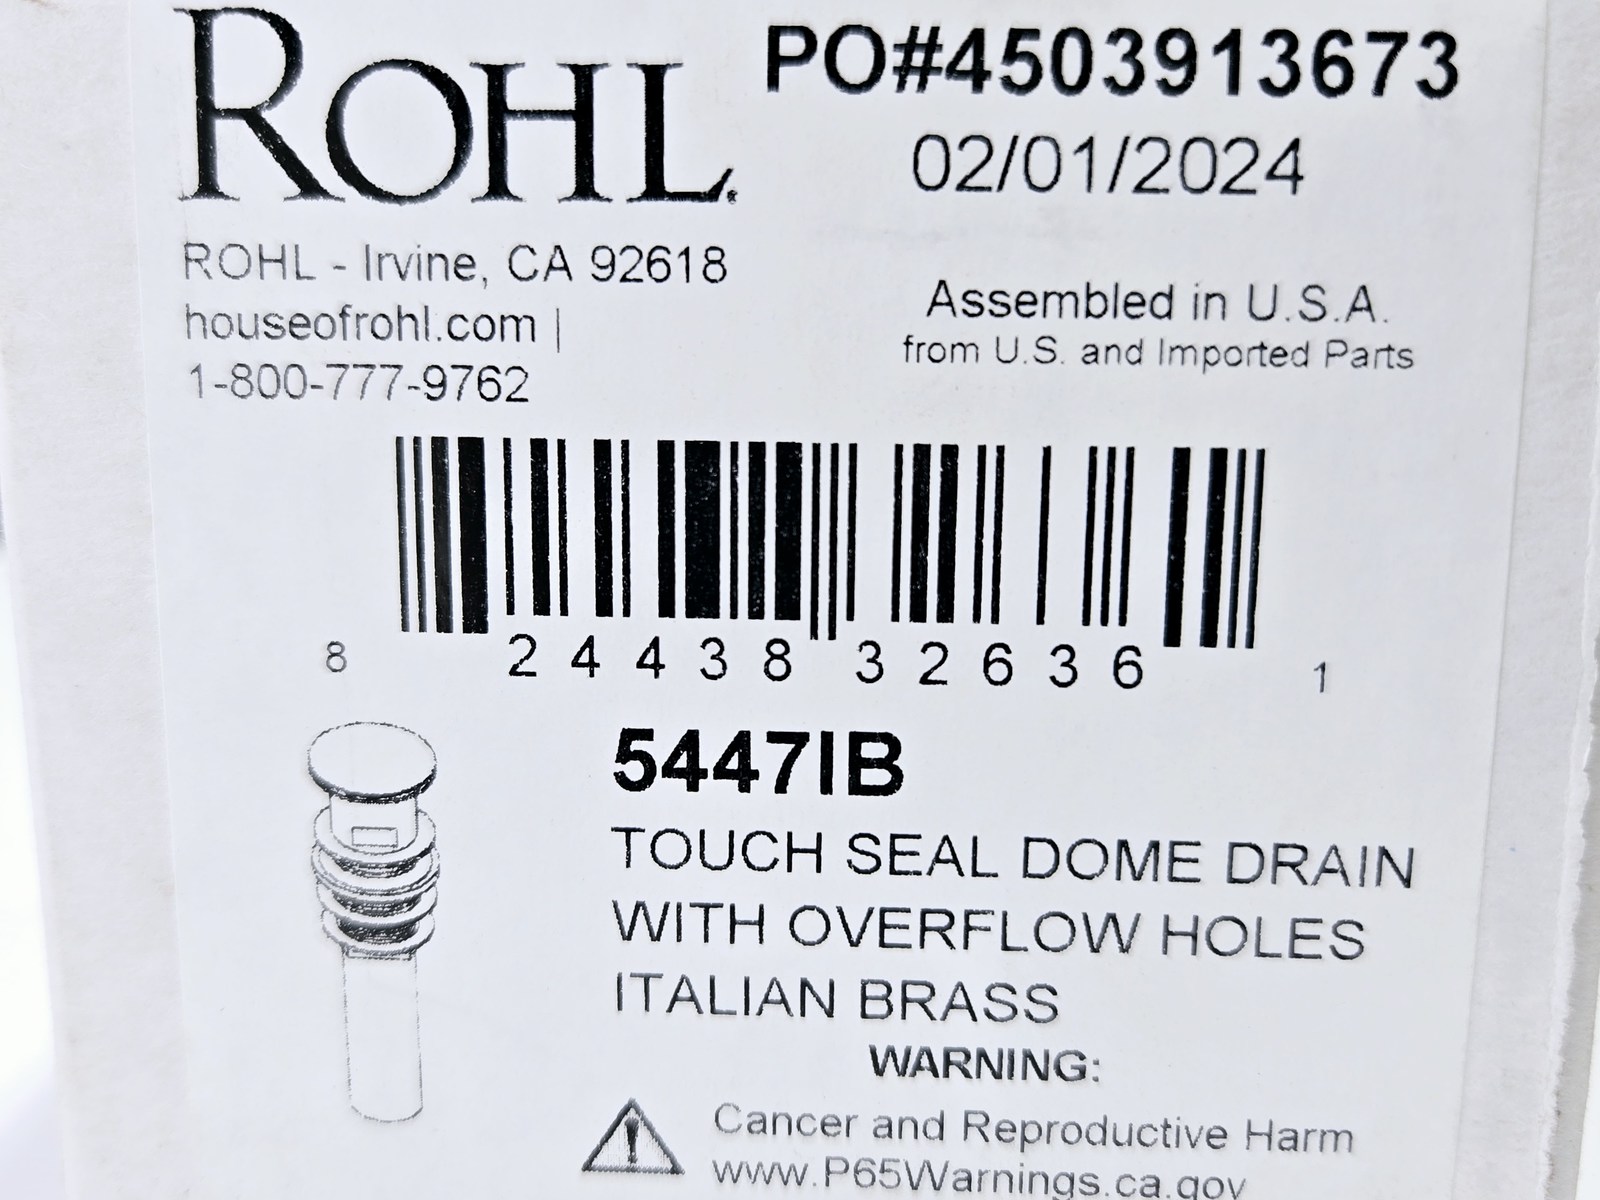 ROHL.
PO#4503913673
02/01/2024
ROHL - Irvine, CA 92618
houseofrohl.com |
1-800-777-9762
Assembled in U.S.A.
from U.S. and Imported Parts
8 24438 32636 1
5447IB
TOUCH SEAL DOME DRAIN
WITH OVERFLOW HOLES
ITALIAN BRASS
WARNING:
Cancer and Reproductive Harm
www.P65Warnings.ca.gov